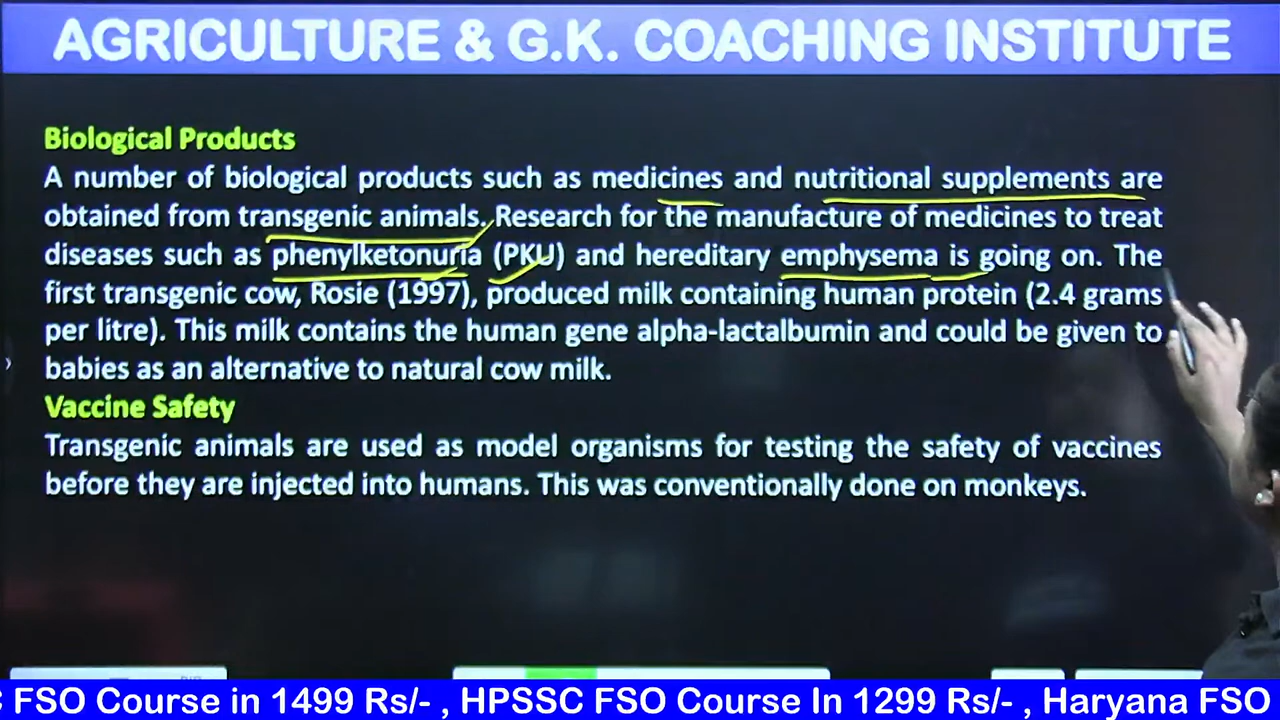 AGRICULTURE & G.K. COACHING INSTITUTE
Biological Products
A number of biological products such as medicines and nutritional supplements are
obtained from transgenic animals. Research for the manufacture of medicines to treat
diseases such as phenylketonuria (PKU) and hereditary emphysema is going on. The
first transgenic cow, Rosie (1997), produced milk containing human protein (2.4 grams
per litre). This milk contains the human gene alpha-lactalbumin and could be given to
babies as an alternative to natural cow milk.
Vaccine Safety
Transgenic animals are used as model organisms for testing the safety of vaccines
before they are injected into humans. This was conventionally done on monkeys.
FSO Course in 1499 Rs/- , HPSSC FSO Course In 1299 Rs/- , Haryana FSO